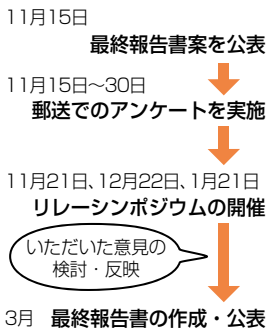 11月15日
最終報告書案を公表
11月15日～30日
郵送でのアンケートを実施
11月21日、12月22日、1月21日
リレーシンポジウムの開催
いただいた意見の
検討・反映
3月 最終報告書の作成・公表